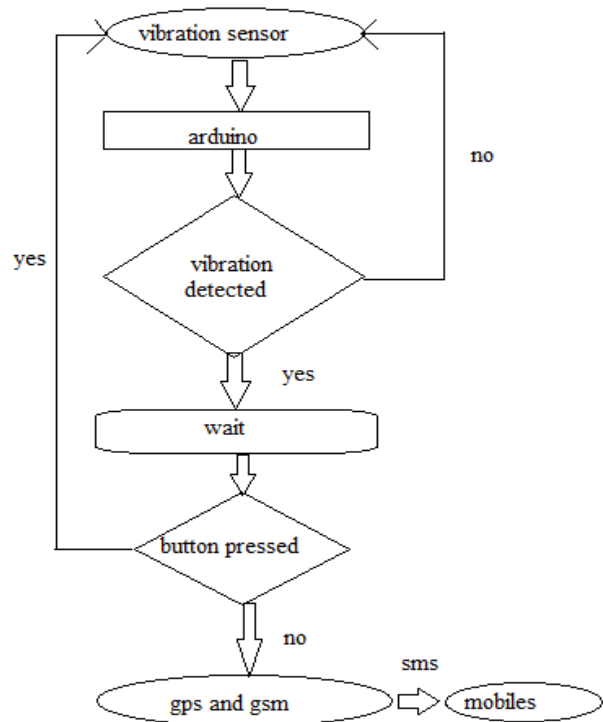 vibration sensor
arduino
no
yes
vibration
detected
yes
wait
button pressed
no
sms
gps and gsm
mobiles